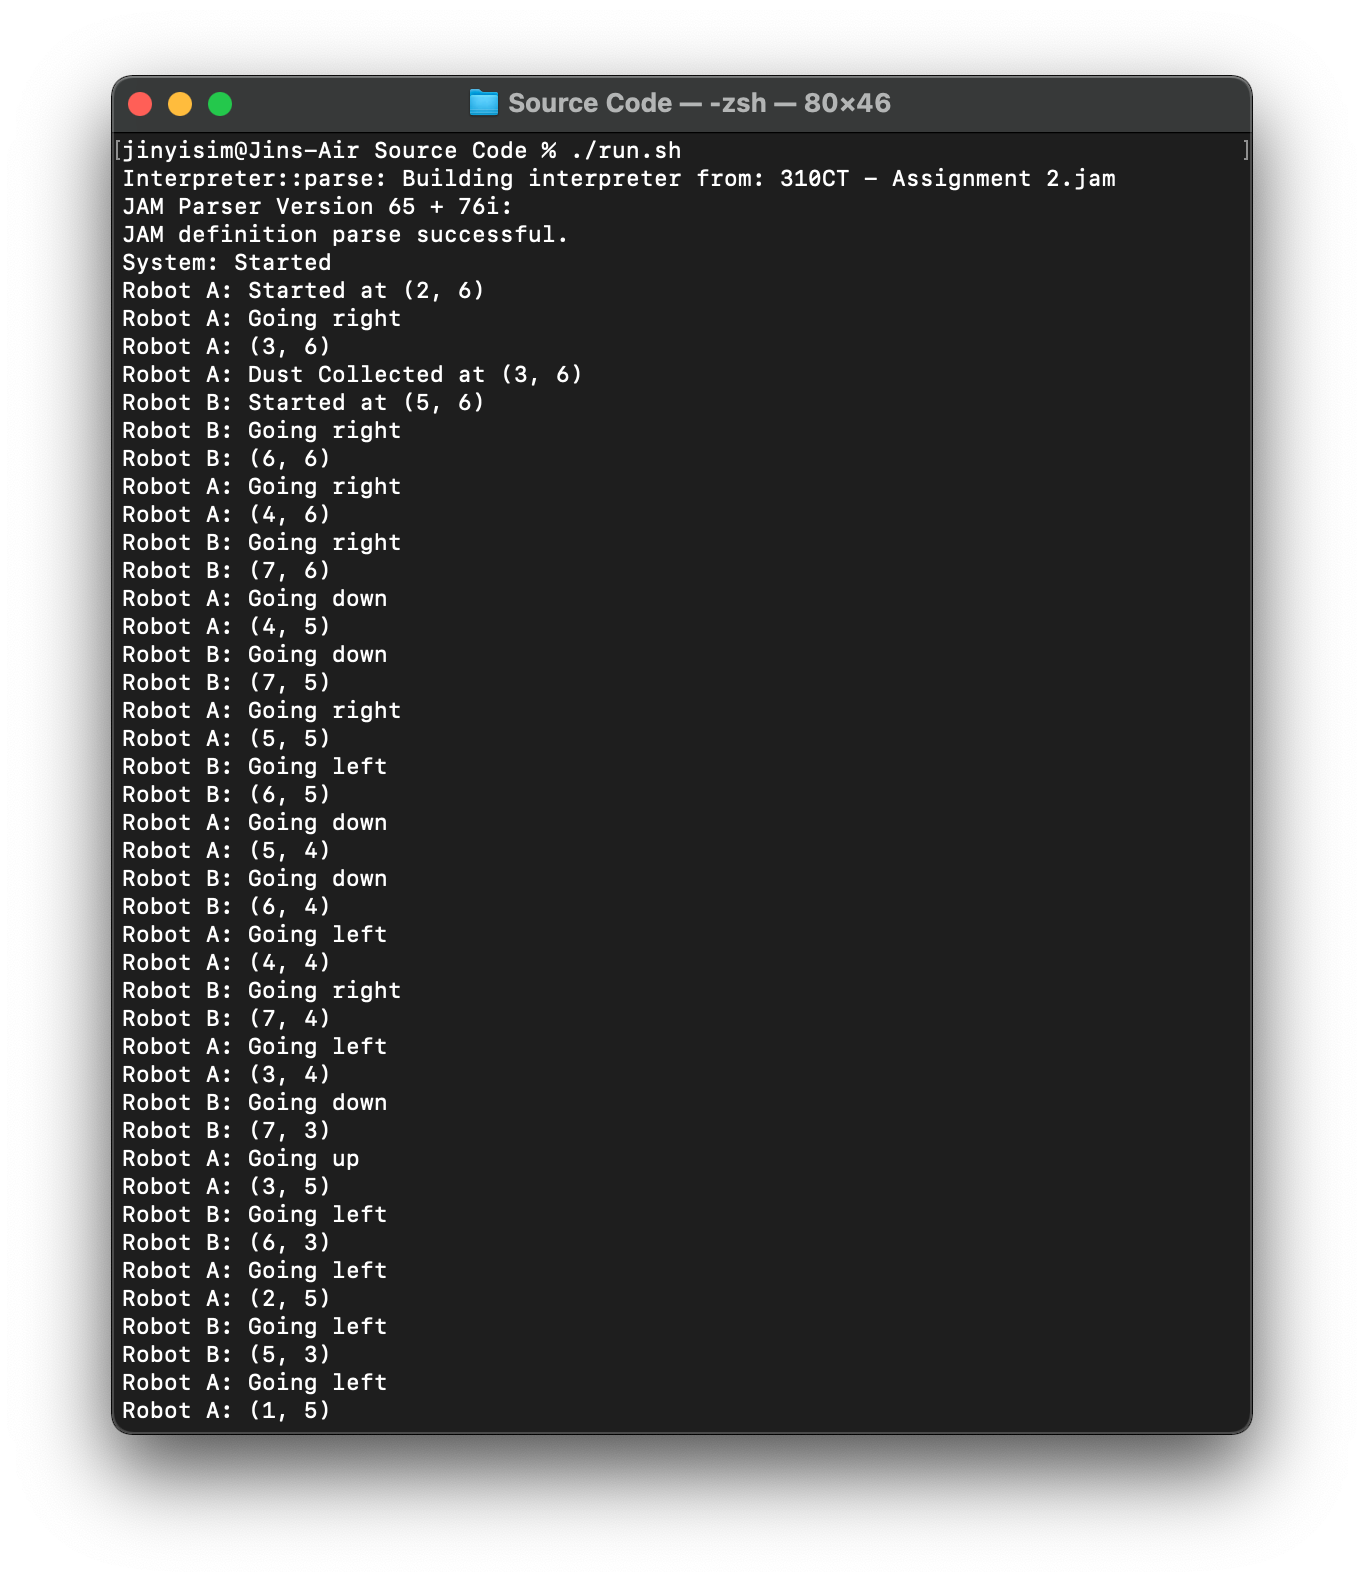 Source Code — -zsh — 80×46
[jinyisim@Jins-Air Source Code % ./run.sh ]
Interpreter::parse: Building interpreter from: 310CT - Assignment 2.jam
JAM Parser Version 65 + 76i:
JAM definition parse successful.
System: Started
Robot A: Started at (2, 6)
Robot A: Going right
Robot A: (3, 6)
Robot A: Dust Collected at (3, 6)
Robot B: Started at (5, 6)
Robot B: Going right
Robot B: (6, 6)
Robot A: Going right
Robot A: (4, 6)
Robot B: Going right
Robot B: (7, 6)
Robot A: Going down
Robot A: (4, 5)
Robot B: Going down
Robot B: (7, 5)
Robot A: Going right
Robot A: (5, 5)
Robot B: Going left
Robot B: (6, 5)
Robot A: Going down
Robot A: (5, 4)
Robot B: Going down
Robot B: (6, 4)
Robot A: Going left
Robot A: (4, 4)
Robot B: Going right
Robot B: (7, 4)
Robot A: Going left
Robot A: (3, 4)
Robot B: Going down
Robot B: (7, 3)
Robot A: Going up
Robot A: (3, 5)
Robot B: Going left
Robot B: (6, 3)
Robot A: Going left
Robot A: (2, 5)
Robot B: Going left
Robot B: (5, 3)
Robot A: Going left
Robot A: (1, 5)